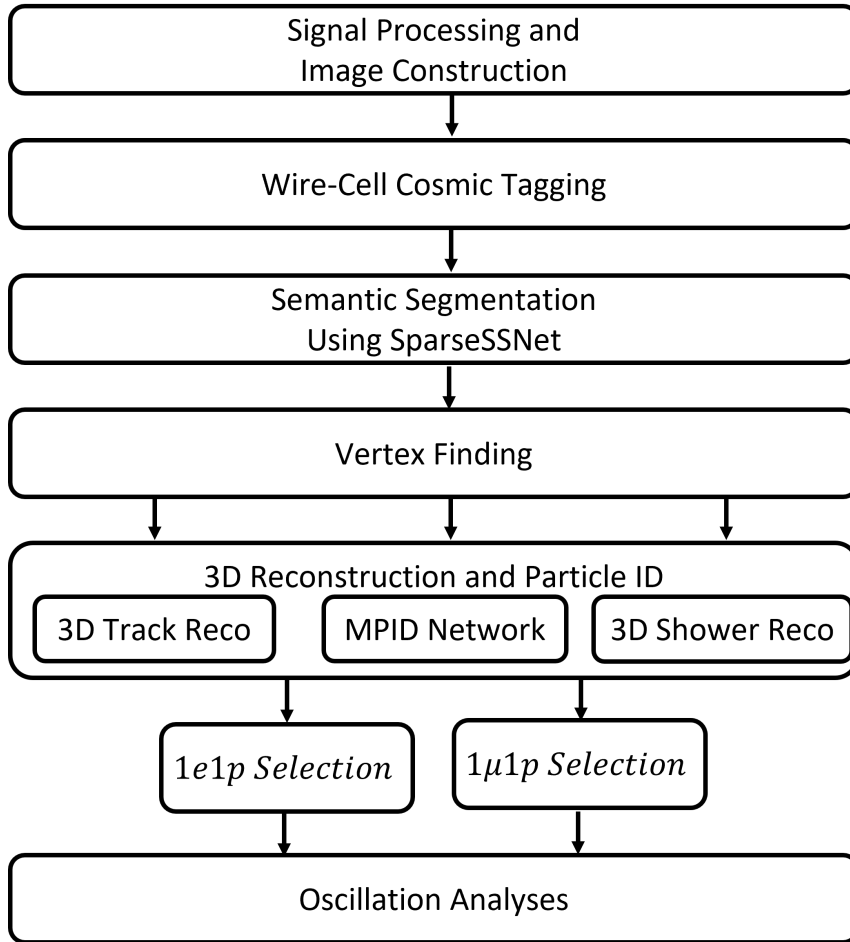 Signal Processing and
Image Construction
Wire-Cell Cosmic Tagging
Semantic Segmentation
Using SparseSSNet
Vertex Finding
3D Reconstruction and Particle ID
3D Track Reco
MPID Network
3D Shower Reco
1e1p Selection
1μ1p Selection
Oscillation Analyses